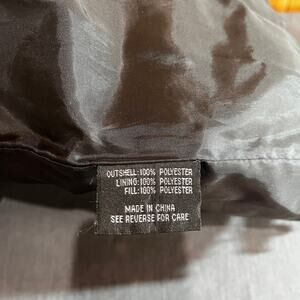 OUTSHELL:100% POLYESTER
LINING:100% POLYESTER
FILL:100% POLYESTER
MADE IN CHINA
SEE REVERSE FOR CARE